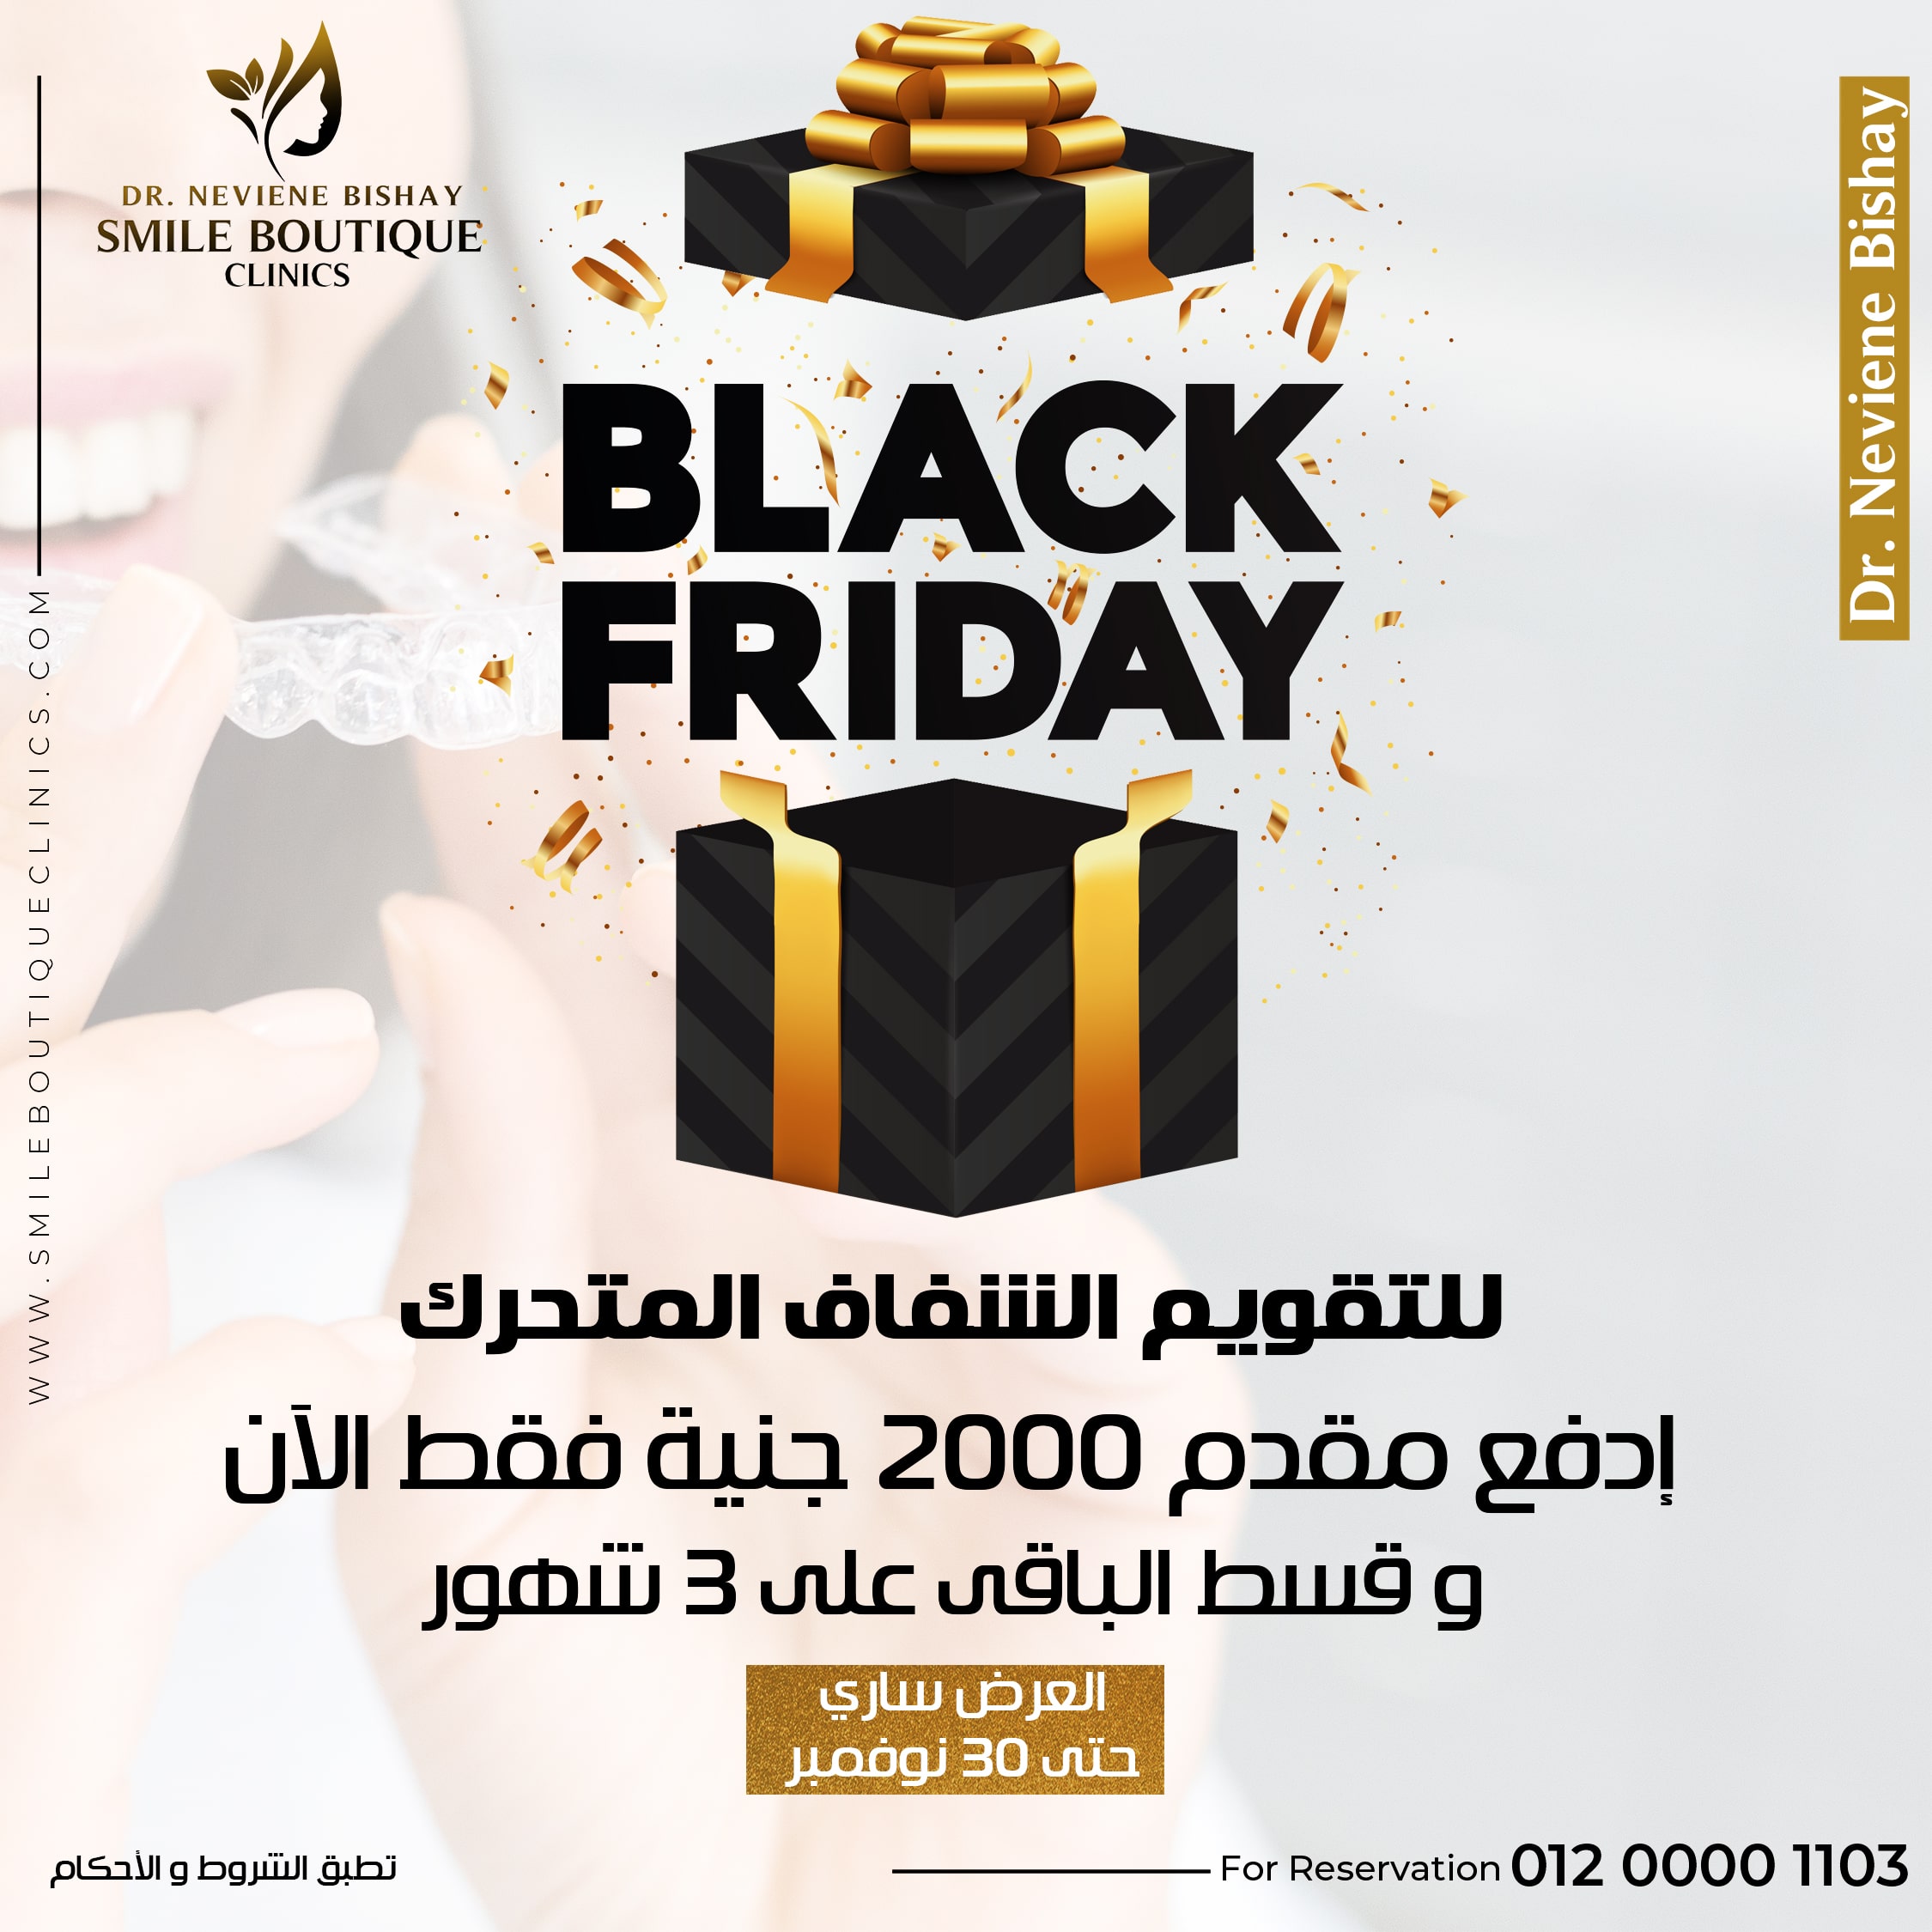 DR. NEVIENE BISHAY
SMILE BOUTIQUE
CLINICS
Dr. Neviene Bishay
WWW.SMILEBOUTIQUECLINICS.COM
BLACK
FRIDAY
للتقويم الشفاف المتحرك
إدفع مقدم 2000 جنية فقط الآن
و قسط الباقى على 3 شهور
العرض ساري
حتى 30 نوفمبر
تطبق الشروط و الأحكام
For Reservation 012 0000 1103